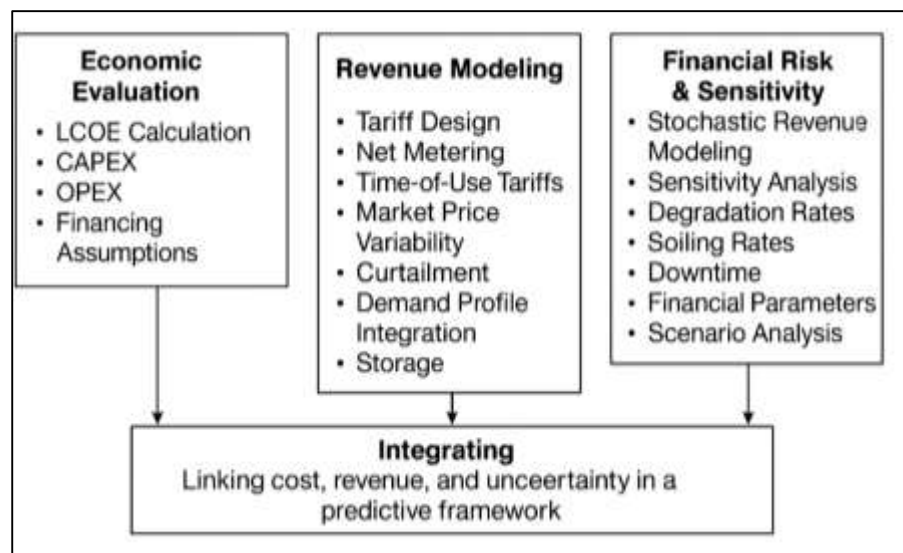 Economic
Evaluation
• LCOE Calculation
• CAPEX
• OPEX
• Financing
Assumptions
Revenue Modeling
• Tariff Design
• Net Metering
• Time-of-Use Tariffs
• Market Price
Variability
• Curtailment
• Demand Profile
Integration
• Storage
Financial Risk
& Sensitivity
• Stochastic Revenue
Modeling
• Sensitivity Analysis
• Degradation Rates
• Soiling Rates
• Downtime
• Financial Parameters
• Scenario Analysis
Integrating
Linking cost, revenue, and unceertainty in a
predictive framework